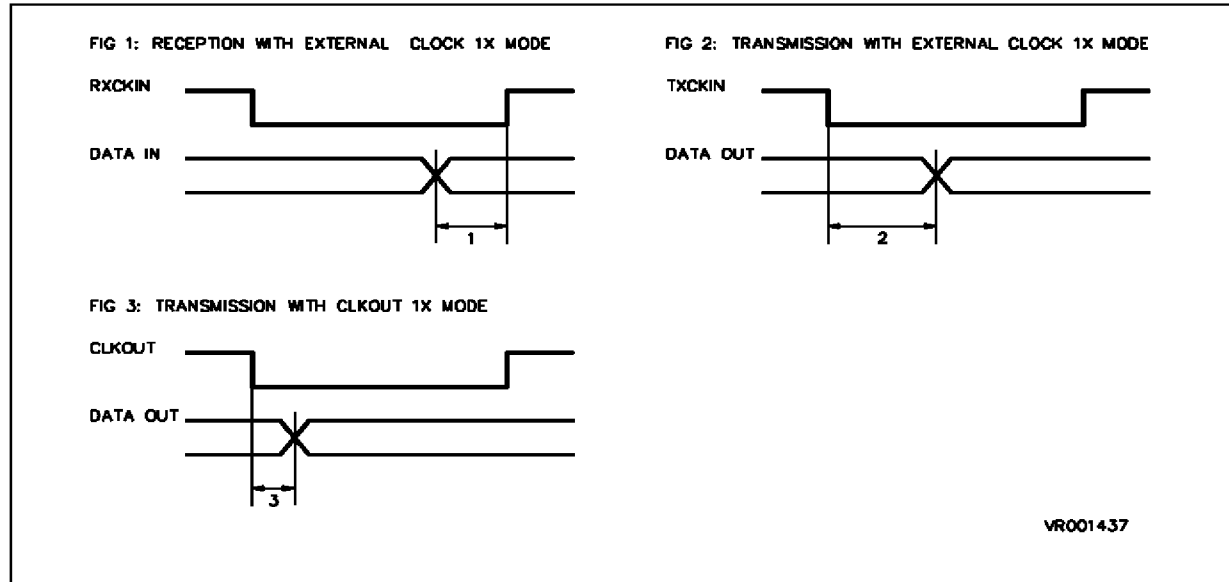 FIG 1: RECEPTION WITH EXTERNAL CLOCK 1X MODE
RXCKIN
DATA IN
1
FIG 2: TRANSMISSION WITH EXTERNAL CLOCK 1X MODE
TXCKIN
DATA OUT
2
FIG 3: TRANSMISSION WITH CLKOUT 1X MODE
CLKOUT
DATA OUT
3
VR001437